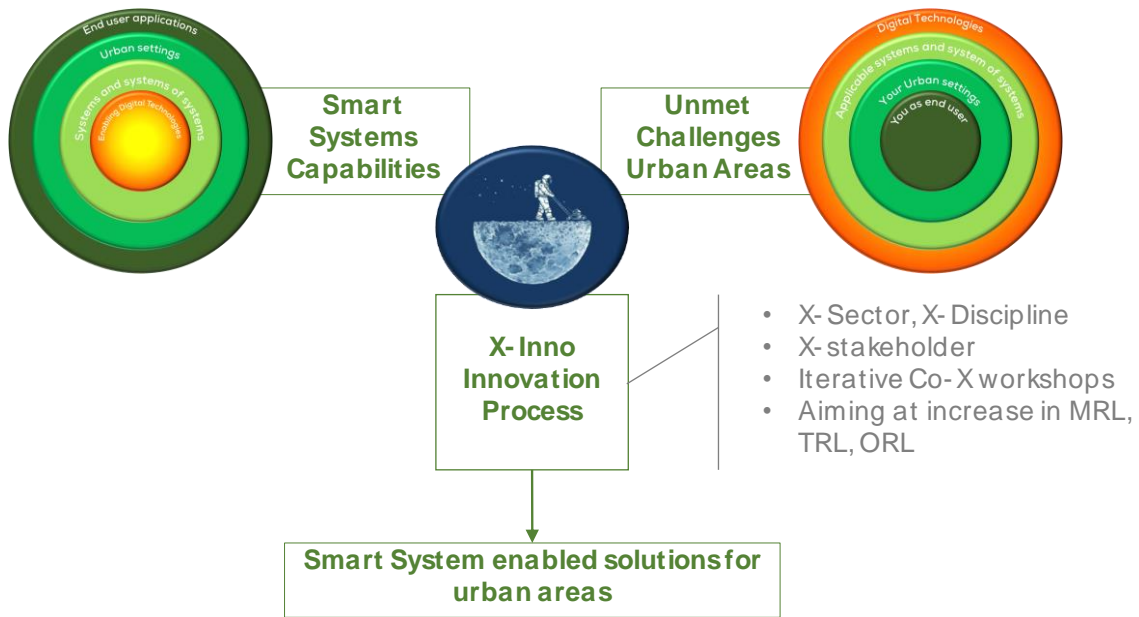 End user applications
Urban settings
Systems and systems of systems
Enabling Digital Technologies
Smart
Systems
Capabilities
Unmet
Challenges
Urban Areas
Digital Technologies
Applicable systems and system of systems
Your Urban settings
You as end user
X-Inno
Innovation
Process
• X-Sector, X-Discipline
• X-stakeholder
• Iterative Co-X workshops
• Aiming at increase in MRL,
TRL, ORL
Smart System enabled solutions for
urban areas